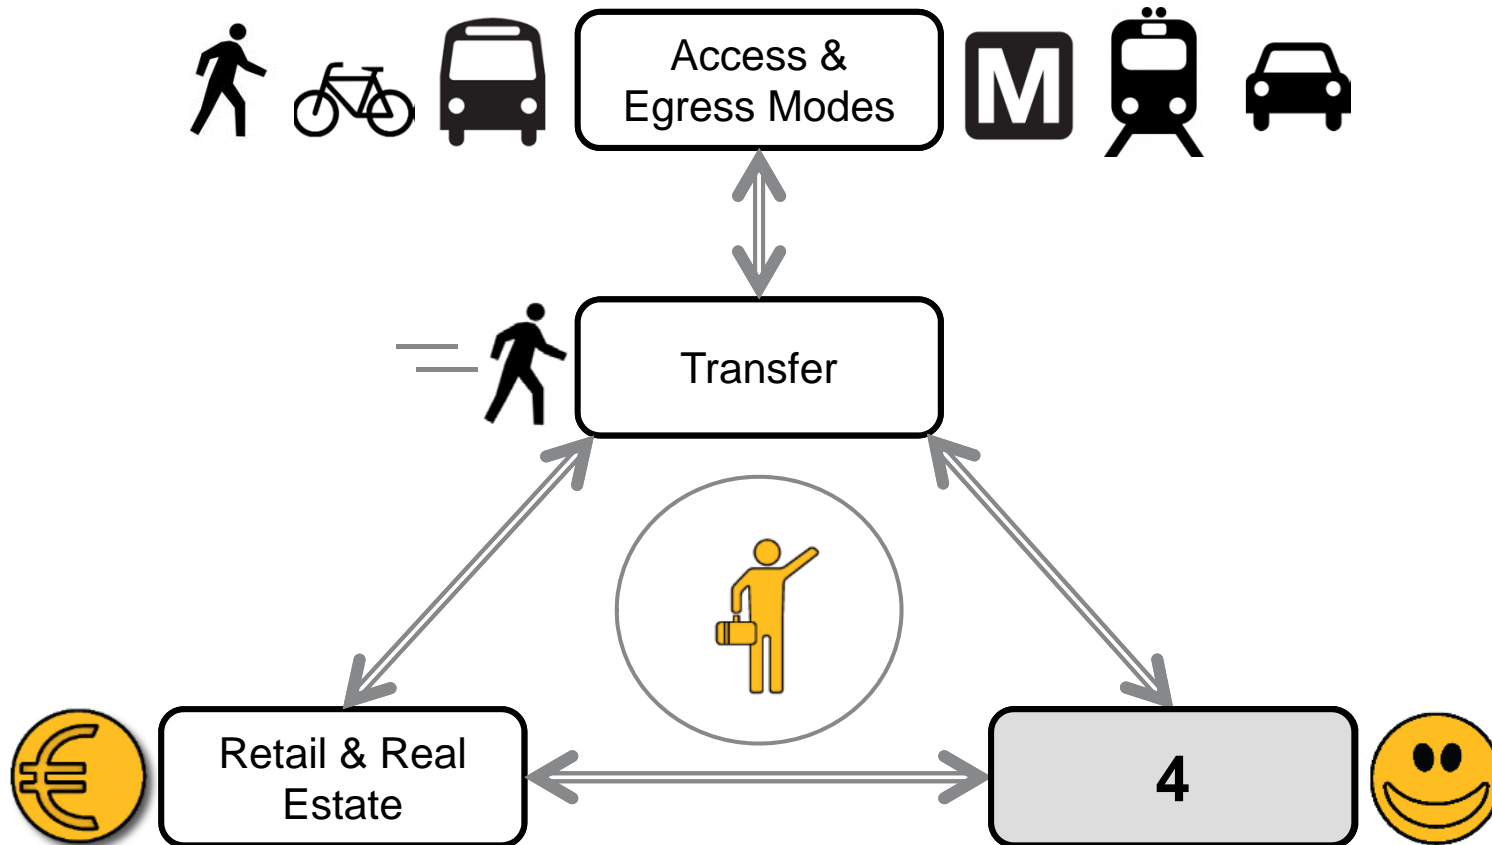 Access &
Egress Modes
M
Transfer
Retail & Real
Estate
€
4